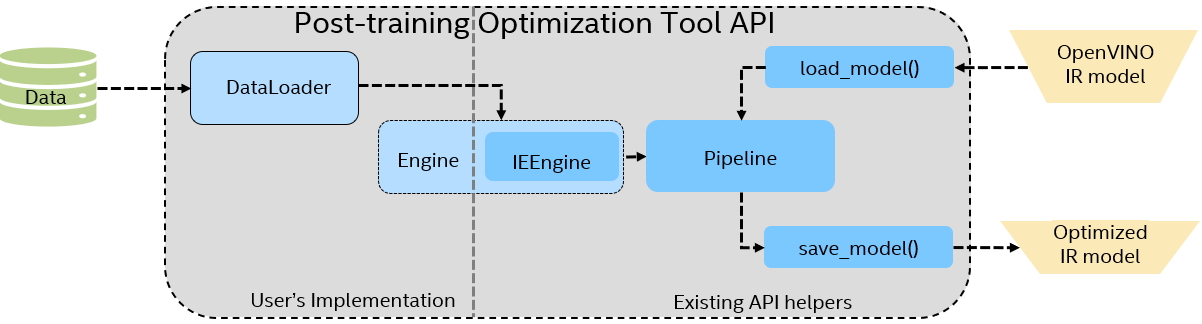 Post-training Optimization Tool API
Data
DataLoader
Engine
IEEngine
Pipeline
load_model()
OpenVINO
IR model
save_model()
Optimized
IR model
User's Implementation
Existing API helpers